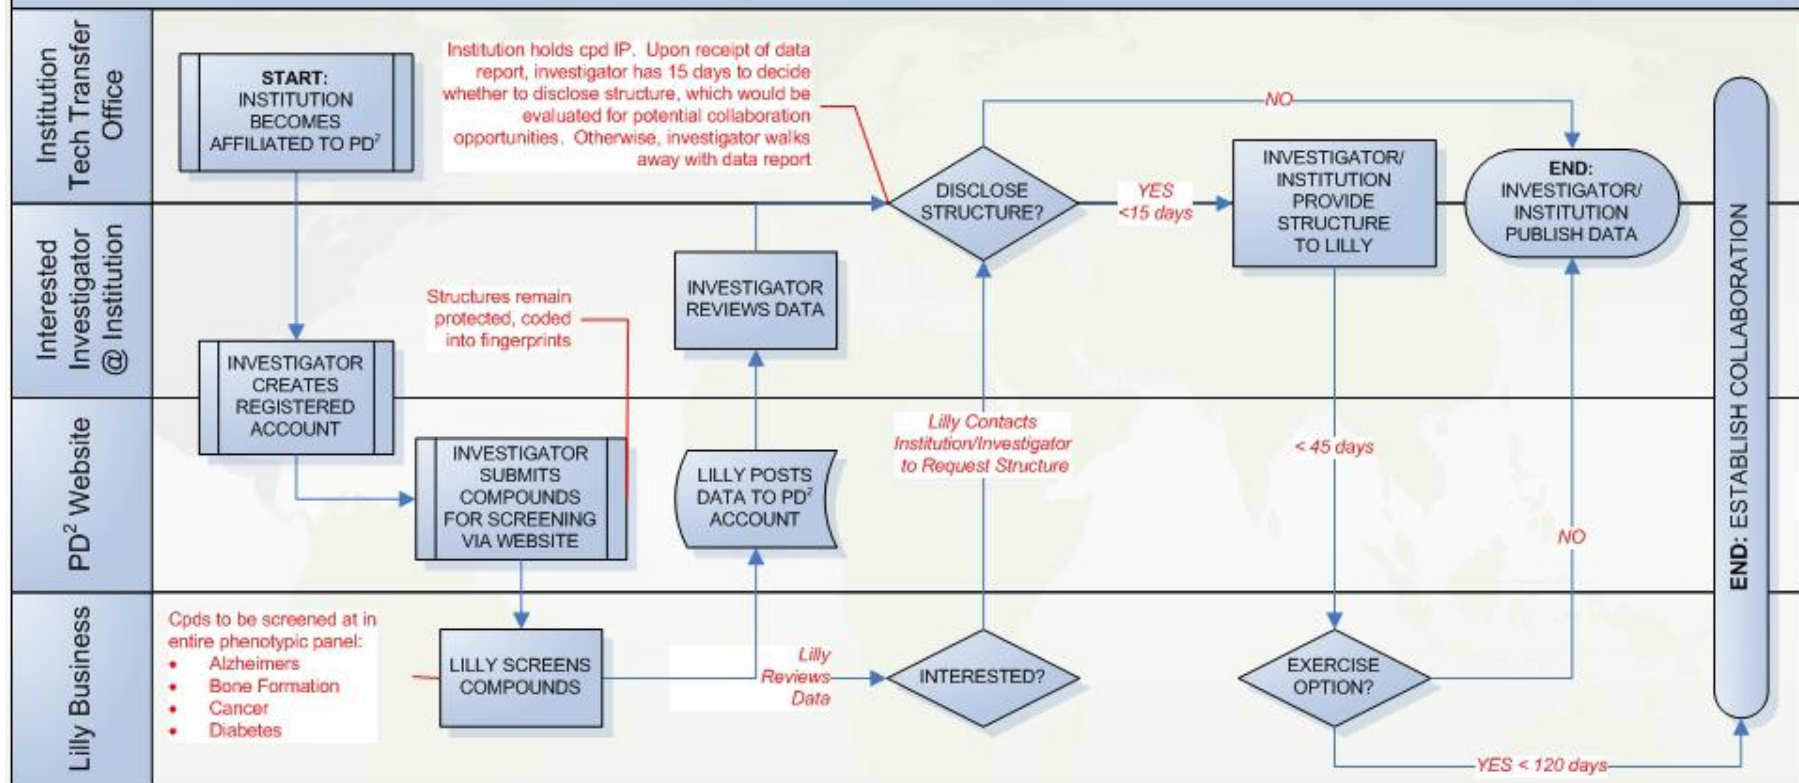 Institution
Tech Transfer
Office
START:
INSTITUTION
BECOMES
AFFILIATED TO PD²
Institution holds cpd IP. Upon receipt of data
report, investigator has 15 days to decide
whether to disclose structure, which would be
evaluated for potential collaboration
opportunities. Otherwise, investigator walks
away with data report
DISCLOSE
STRUCTURE?
NO
YES
<15 days
INVESTIGATOR/
INSTITUTION
PROVIDE
STRUCTURE
TO LILLY
END:
INVESTIGATOR/
INSTITUTION
PUBLISH DATA
END: ESTABLISH COLLABORATION
Interested
Investigator
@ Institution
INVESTIGATOR
CREATES
REGISTERED
ACCOUNT
Structures remain
protected, coded
into fingerprints
INVESTIGATOR
REVIEWS DATA
PD² Website
INVESTIGATOR
SUBMITS
COMPOUNDS
FOR SCREENING
VIA WEBSITE
LILLY POSTS
DATA TO PD²
ACCOUNT
Lilly Contacts
Institution/Investigator
to Request Structure
< 45 days
NO
Lilly Business
Cpds to be screened at in
entire phenotypic panel:
• Alzheimers
• Bone Formation
• Cancer
• Diabetes
LILLY SCREENS
COMPOUNDS
Lilly
Reviews
Data
INTERESTED?
EXERCISE
OPTION?
YES < 120 days